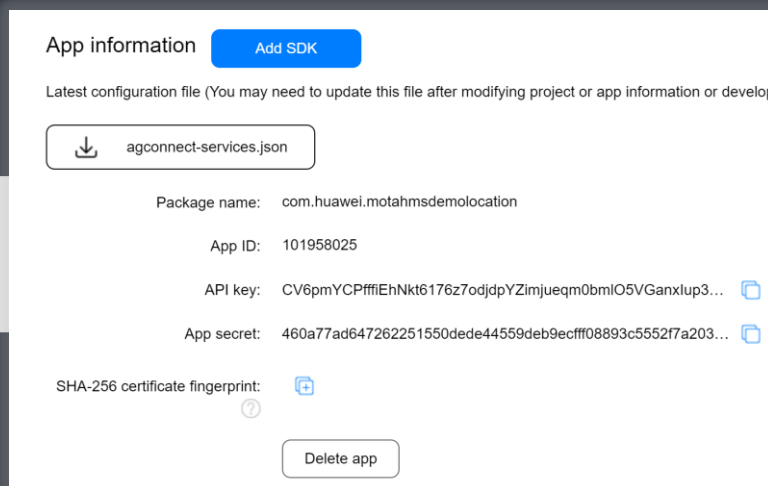 App information
Add SDK
Latest configuration file (You may need to update this file after modifying project or app information or develop
agconnect-services.json
Package name: com.huawei.motahmsdemolocation
App ID: 101958025
API key: CV6pmYCPfffiEhNkt6176z7odjdpYZimjueqm0bmlO5VGanxIup3...
App secret: 460a77ad647262251550dede44559deb9ecfff08893c5552f7a203...
SHA-256 certificate fingerprint:
?
Delete app